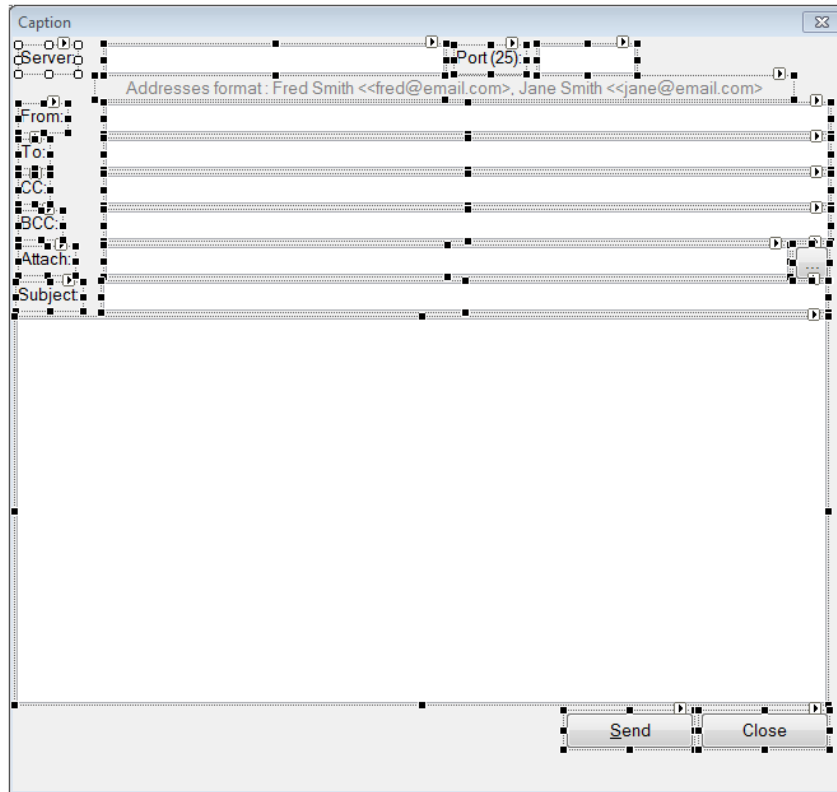 Caption
Server: Port (25):
Addresses format : Fred Smith <<fred@email.com>, Jane Smith <<jane@email.com>
From:
To:
CC:
BCC:
Attach: ...
Subject:
Send Close